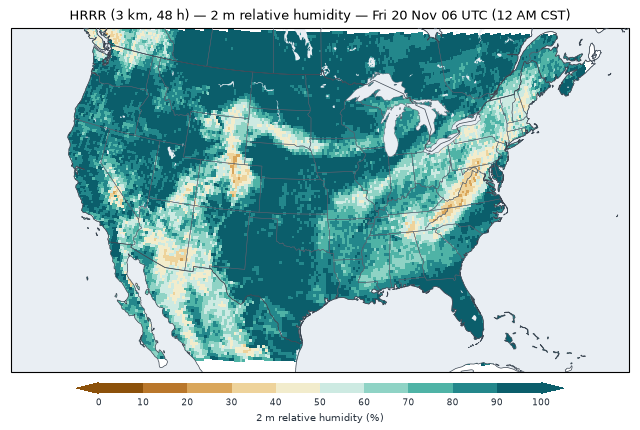 HRRR (3 km, 48 h) — 2 m relative humidity — Fri 20 Nov 06 UTC (12 AM CST)
0 10 20 30 40 50 60 70 80 90 100
2 m relative humidity (%)